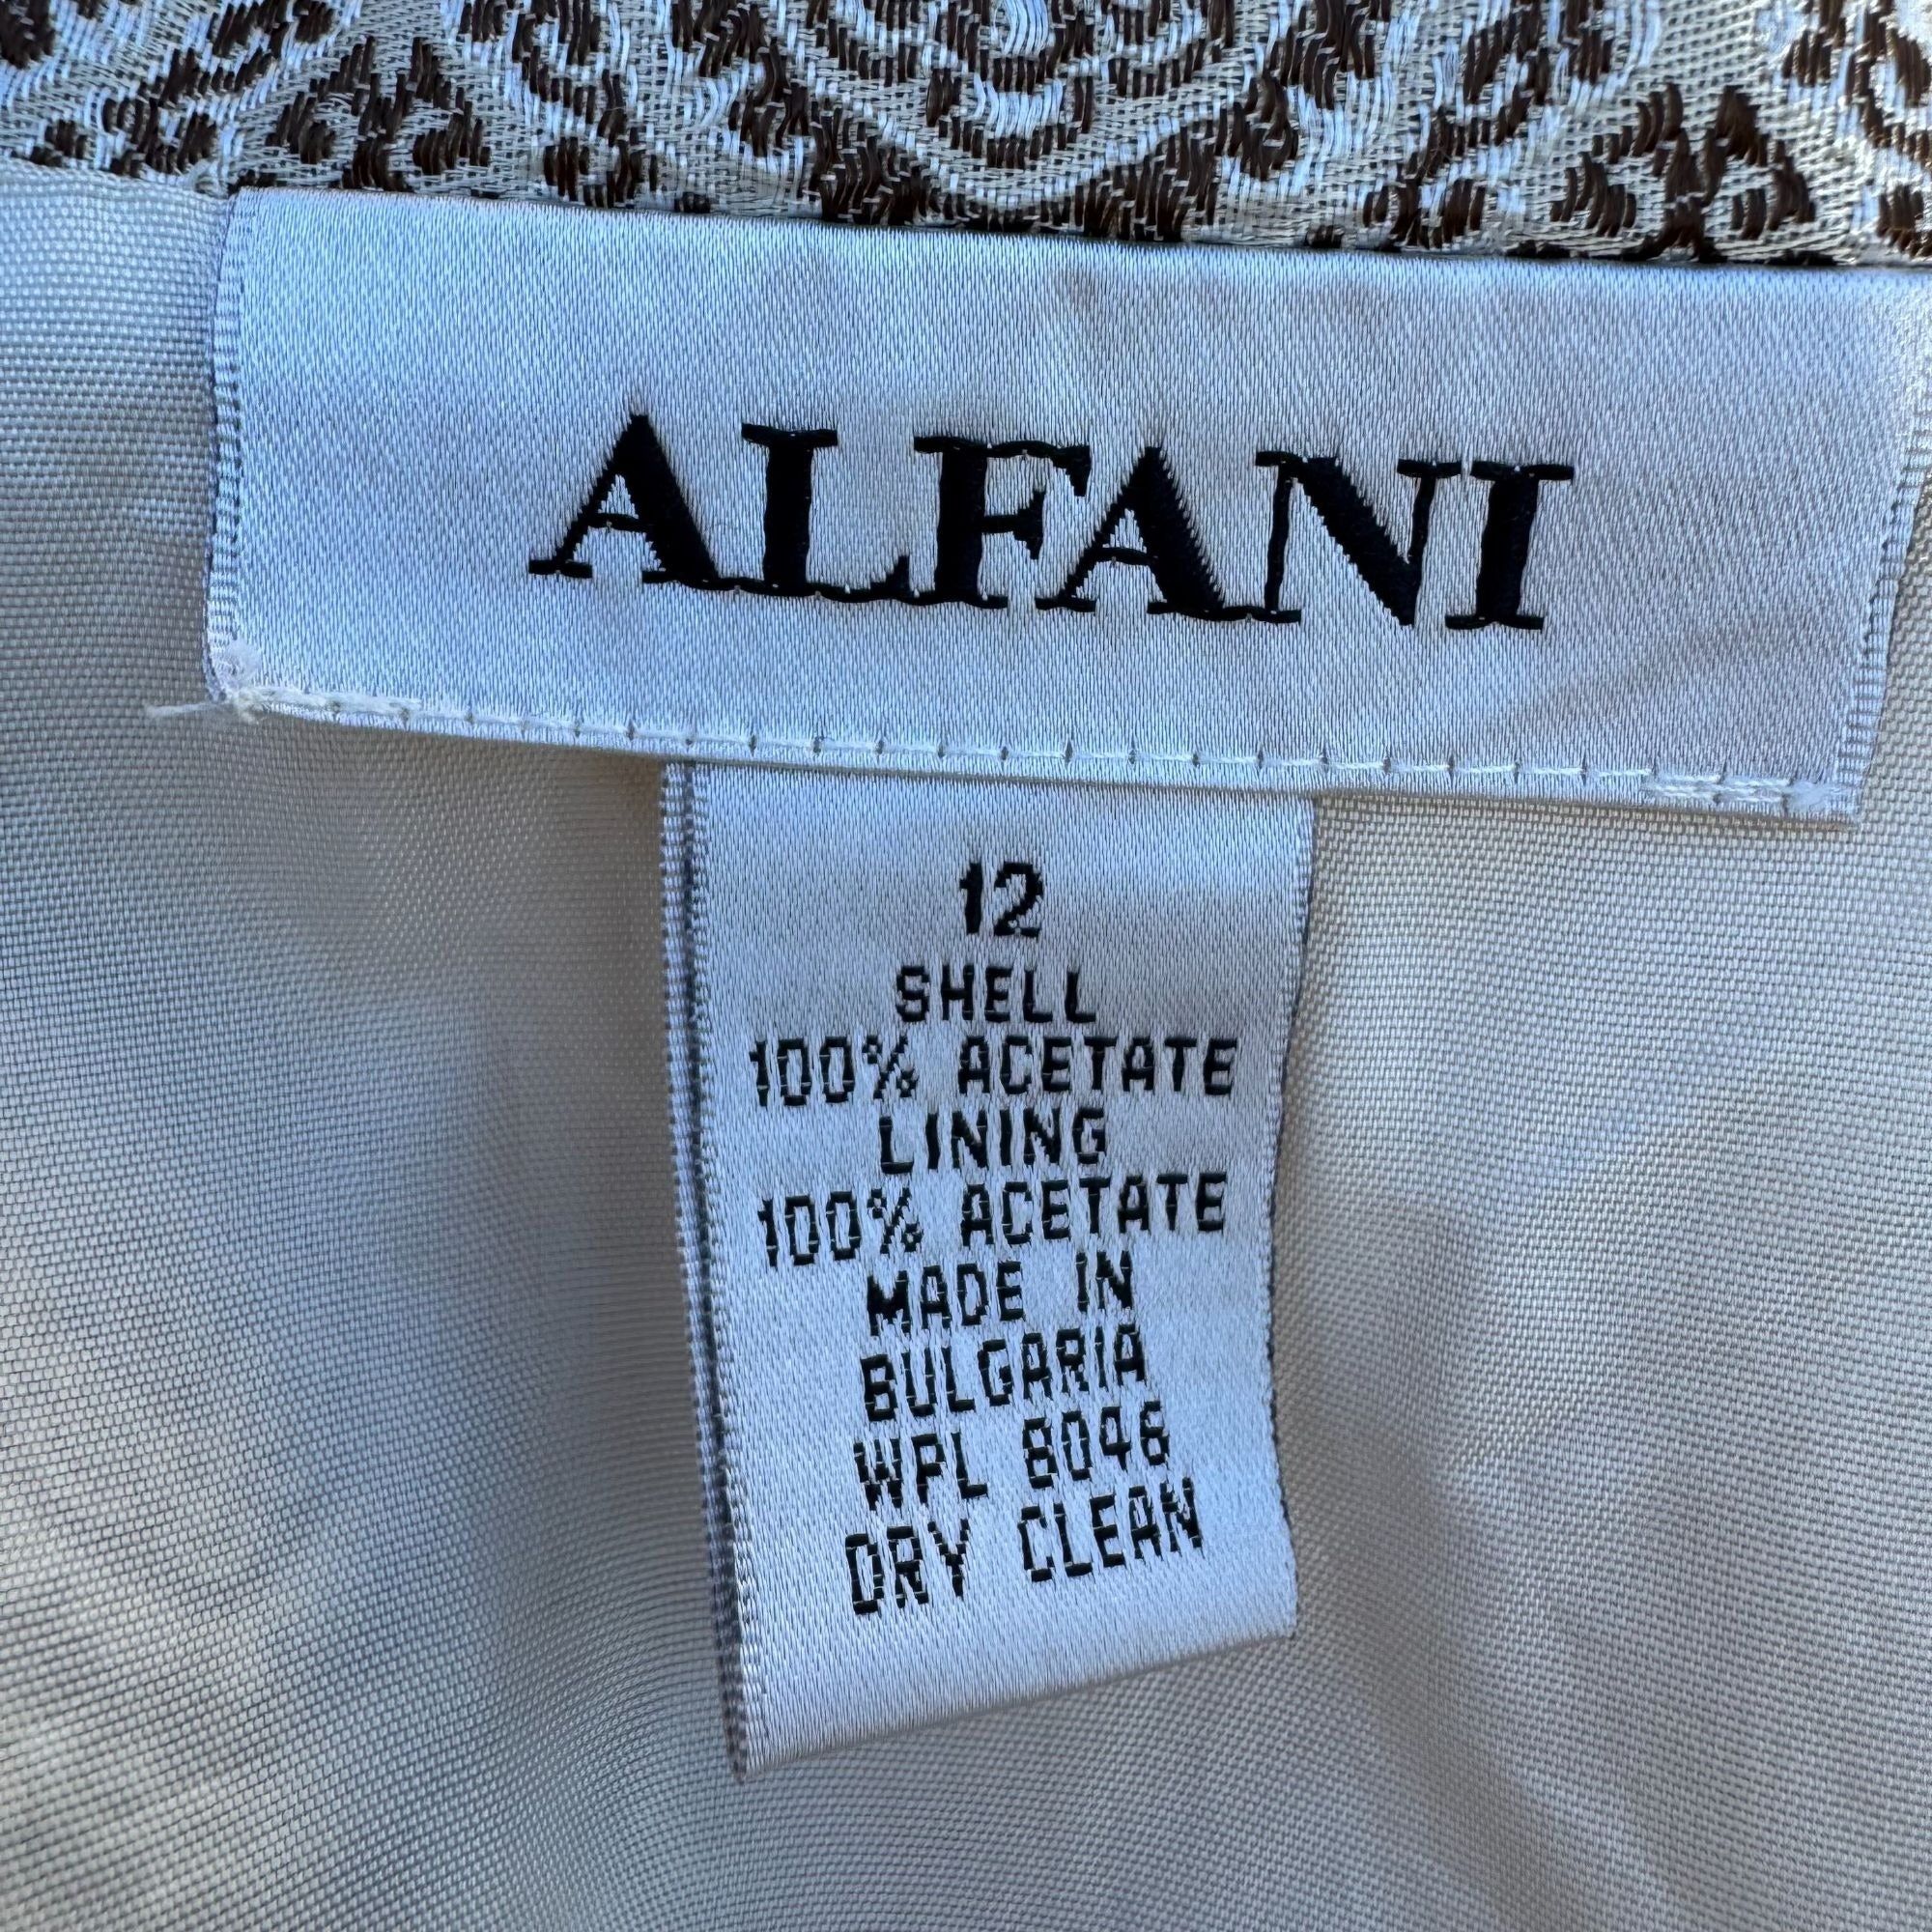 ALFANI
12
SHELL
100% ACETATE
LINING
100% ACETATE
MADE IN
BULGARIA
WPL 8046
DRY CLEAN